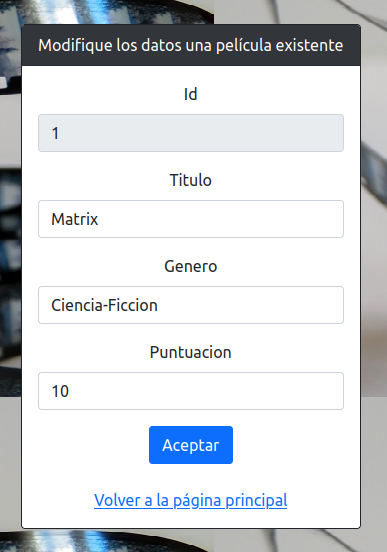 Modifique los datos una película existente
Id
1
Titulo
Matrix
Genero
Ciencia-Ficcion
Puntuacion
10
Aceptar
Volver a la página principal